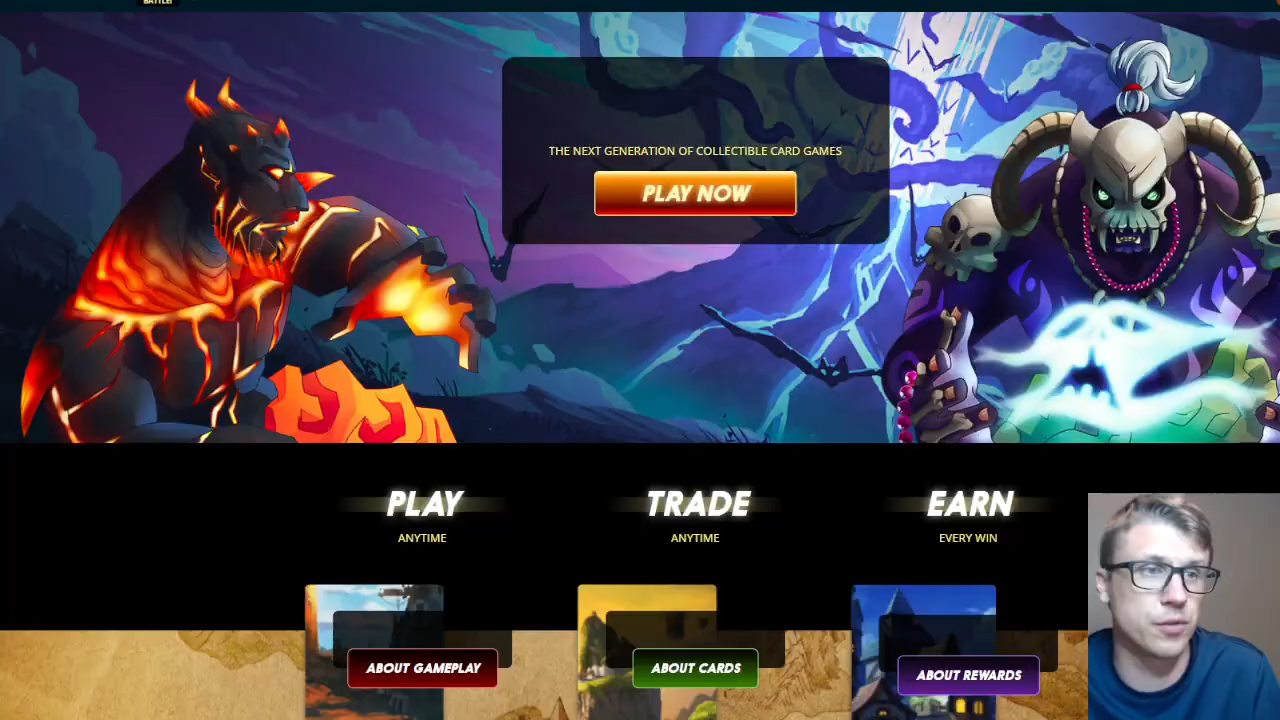 BATTLE!
THE NEXT GENERATION OF COLLECTIBLE CARD GAMES
PLAY NOW
PLAY
TRADE
EARN
ANYTIME
ANYTIME
EVERY WIN
ABOUT GAMEPLAY
ABOUT CARDS
ABOUT REWARDS